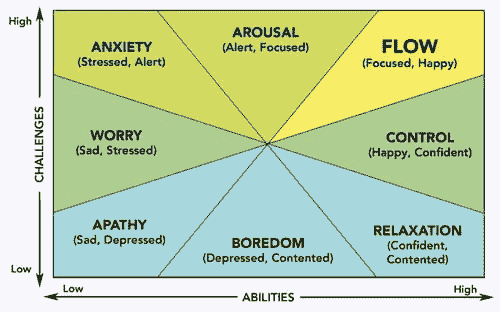 High
ANXIETY
(Stressed, Alert)
AROUSAL
(Alert, Focused)
FLOW
(Focused, Happy)
CHALLENGES
WORRY
(Sad, Stressed)
CONTROL
(Happy, Confident)
APATHY
(Sad, Depressed)
BOREDOM
(Depressed, Contented)
RELAXATION
(Confident,
Contented)
Low
Low
ABILITIES
High